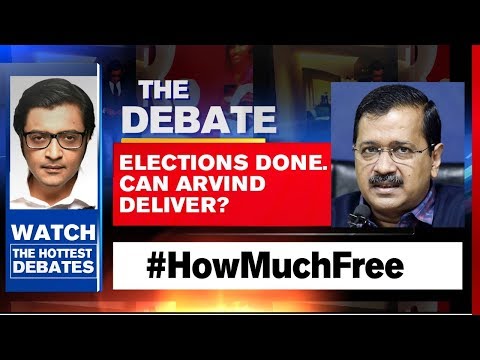 THE
DEBATE
ELECTIONS DONE.
CAN ARVIND
DELIVER?
WATCH
THE HOTTEST
DEBATES
#HowMuchFree